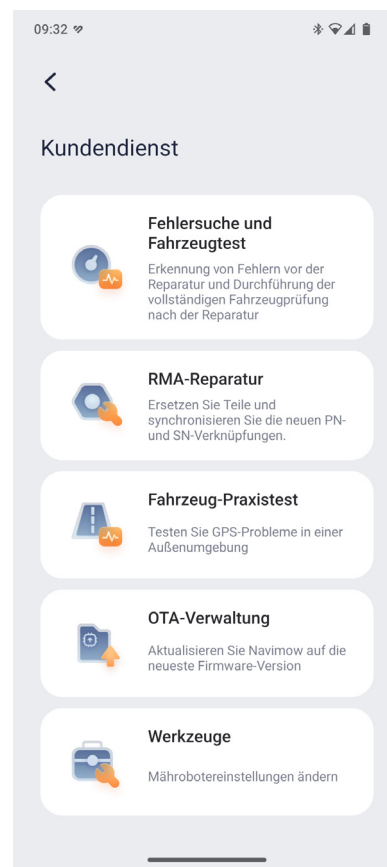 09:32
Kundendienst
Fehlersuche und
Fahrzeugtest
Erkennung von Fehlern vor der
Reparatur und Durchführung der
vollständigen Fahrzeugprüfung
nach der Reparatur
RMA-Reparatur
Ersetzen Sie Teile und
synchronisieren Sie die neuen PN-
und SN-Verknüpfungen.
Fahrzeug-Praxistest
Testen Sie GPS-Probleme in einer
Außenumgebung
OTA-Verwaltung
Aktualisieren Sie Navimow auf die
neueste Firmware-Version
Werkzeuge
Mährobotereinstellungen ändern